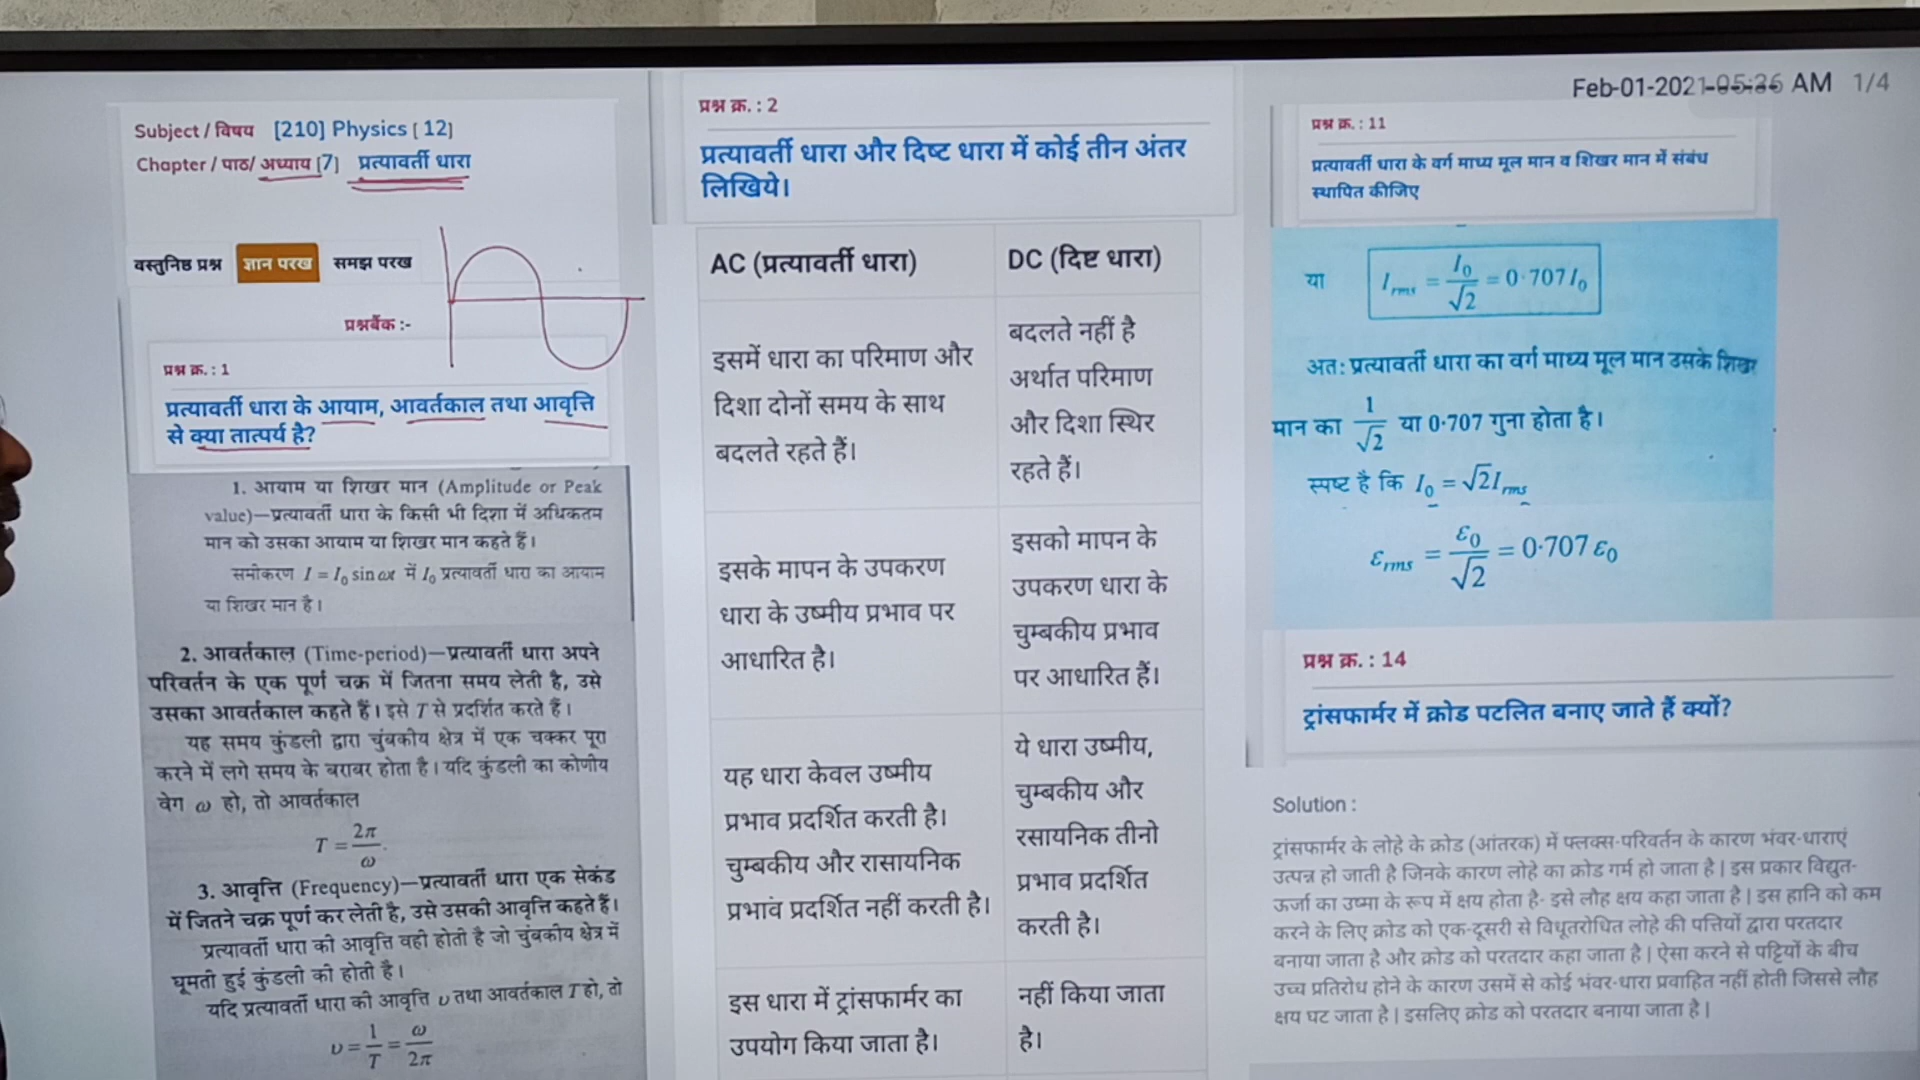 Feb-01-2021-05:36 AM 1/4
Subject / विषय [210] Physics [ 12]
Chapter / पाठ/ अध्याय [7] प्रत्यावर्ती धारा
वस्तुनिष्ठ प्रश्न ज्ञान परख समझ परख
प्रश्नबैंक :-
प्रश्न क्र. : 1
प्रत्यावर्ती धारा के आयाम, आवर्तकाल तथा आवृत्ति
से क्या तात्पर्य है?
1. आयाम या शिखर मान (Amplitude or Peak
value)—प्रत्यावर्ती धारा के किसी भी दिशा में अधिकतम
मान को उसका आयाम या शिखर मान कहते हैं।
समीकरण I = I₀ sin ωt में I₀ प्रत्यावर्ती धारा का आयाम
या शिखर मान है।
2. आवर्तकाल (Time-period)—प्रत्यावर्ती धारा अपने
परिवर्तन के एक पूर्ण चक्र में जितना समय लेती है, उसे
उसका आवर्तकाल कहते हैं। इसे T से प्रदर्शित करते हैं।
यह समय कुंडली द्वारा चुंबकीय क्षेत्र में एक चक्कर पूरा
करने में लगे समय के बराबर होता है। यदि कुंडली का कोणीय
वेग ω हो, तो आवर्तकाल
T = 2π/ω.
3. आवृत्ति (Frequency)—प्रत्यावर्ती धारा एक सेकंड
में जितने चक्र पूर्ण कर लेती है, उसे उसकी आवृत्ति कहते हैं।
प्रत्यावर्ती धारा की आवृत्ति वही होती है जो चुंबकीय क्षेत्र में
घूमती हुई कुंडली की होती है।
यदि प्रत्यावर्ती धारा की आवृत्ति υ तथा आवर्तकाल T हो, तो
υ = 1/T = ω/2π
प्रश्न क्र. : 2
प्रत्यावर्ती धारा और दिष्ट धारा में कोई तीन अंतर
लिखिये।
AC (प्रत्यावर्ती धारा)
DC (दिष्ट धारा)
इसमें धारा का परिमाण और
दिशा दोनों समय के साथ
बदलते रहते हैं।
बदलते नहीं है
अर्थात परिमाण
और दिशा स्थिर
रहते हैं।
इसके मापन के उपकरण
धारा के उष्मीय प्रभाव पर
आधारित है।
इसको मापन के
उपकरण धारा के
चुम्बकीय प्रभाव
पर आधारित हैं।
यह धारा केवल उष्मीय
प्रभाव प्रदर्शित करती है।
चुम्बकीय और रासायनिक
प्रभाव प्रदर्शित नहीं करती है।
ये धारा उष्मीय,
चुम्बकीय और
रसायनिक तीनो
प्रभाव प्रदर्शित
करती है।
इस धारा में ट्रांसफार्मर का
उपयोग किया जाता है।
नहीं किया जाता
है।
प्रश्न क्र. : 11
प्रत्यावर्ती धारा के वर्ग माध्य मूल मान व शिखर मान में संबंध
स्थापित कीजिए
या I_rms = I₀/√2 = 0·707 I₀
अतः प्रत्यावर्ती धारा का वर्ग माध्य मूल मान उसके शिखर
मान का 1/√2 या 0·707 गुना होता है।
स्पष्ट है कि I₀ = √2 I_rms
ε_rms = ε₀/√2 = 0·707 ε₀
प्रश्न क्र. : 14
ट्रांसफार्मर में क्रोड पटलित बनाए जाते हैं क्यों?
Solution :
ट्रांसफार्मर के लोहे के क्रोड (आंतरक) में फ्लक्स-परिवर्तन के कारण भंवर-धाराएं
उत्पन्न हो जाती है जिनके कारण लोहे का क्रोड गर्म हो जाता है | इस प्रकार विद्युत-
ऊर्जा का उष्मा के रूप में क्षय होता है- इसे लौह क्षय कहा जाता है | इस हानि को कम
करने के लिए क्रोड को एक-दूसरी से विधूतरोधित लोहे की पत्तियों द्वारा परतदार
बनाया जाता है और क्रोड को परतदार कहा जाता है | ऐसा करने से पट्टियों के बीच
उच्च प्रतिरोध होने के कारण उसमें से कोई भंवर-धारा प्रवाहित नहीं होती जिससे लौह
क्षय घट जाता है | इसलिए क्रोड को परतदार बनाया जाता है |